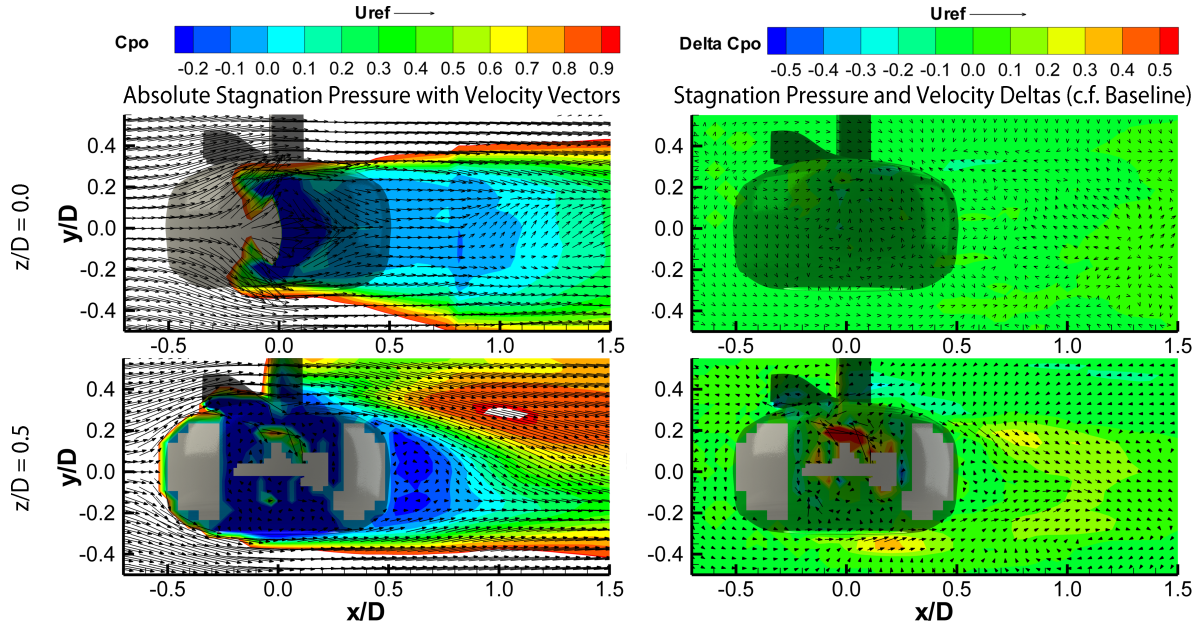 Uref
Cpo
-0.2 -0.1 0.0 0.1 0.2 0.3 0.4 0.5 0.6 0.7 0.8 0.9
Absolute Stagnation Pressure with Velocity Vectors
Uref
Delta Cpo
-0.5 -0.4 -0.3 -0.2 -0.1 0.0 0.1 0.2 0.3 0.4 0.5
Stagnation Pressure and Velocity Deltas (c.f. Baseline)
z/D = 0.0
y/D
0.4
0.2
0.0
-0.2
-0.4
-0.5 0.0 0.5 1.0 1.5
0.4
0.2
0.0
-0.2
-0.4
-0.5 0.0 0.5 1.0 1.5
z/D = 0.5
y/D
0.4
0.2
0.0
-0.2
-0.4
-0.5 0.0 0.5 1.0 1.5
x/D
0.4
0.2
0.0
-0.2
-0.4
-0.5 0.0 0.5 1.0 1.5
x/D